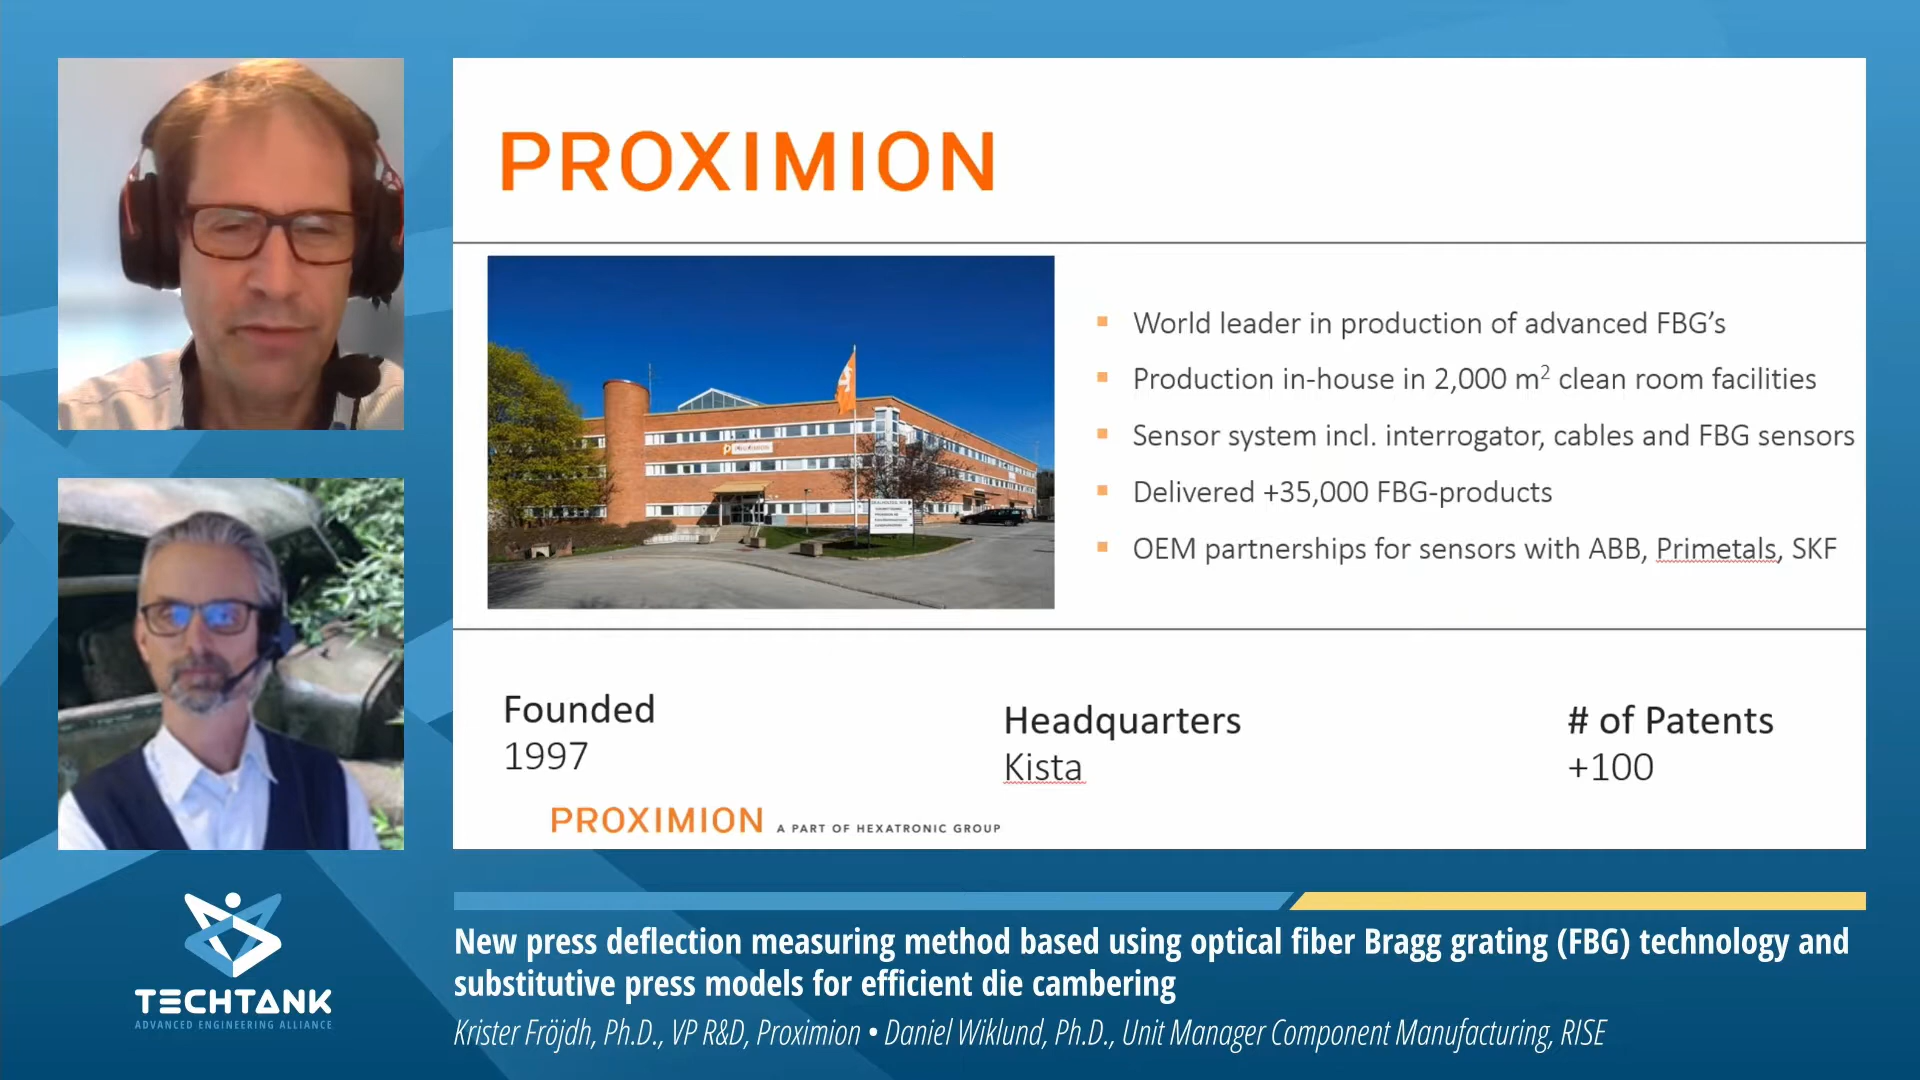 PROXIMION
Proximion
World leader in production of advanced FBG’s
Production in-house in 2,000 m² clean room facilities
Sensor system incl. interrogator, cables and FBG sensors
Delivered +35,000 FBG-products
OEM partnerships for sensors with ABB, Primetals, SKF
Founded
1997
Headquarters
Kista
# of Patents
+100
PROXIMION A PART OF HEXATRONIC GROUP
TECHTANK
ADVANCED ENGINEERING ALLIANCE
New press deflection measuring method based using optical fiber Bragg grating (FBG) technology and
substitutive press models for efficient die cambering
Krister Fröjdh, Ph.D., VP R&D, Proximion • Daniel Wiklund, Ph.D., Unit Manager Component Manufacturing, RISE